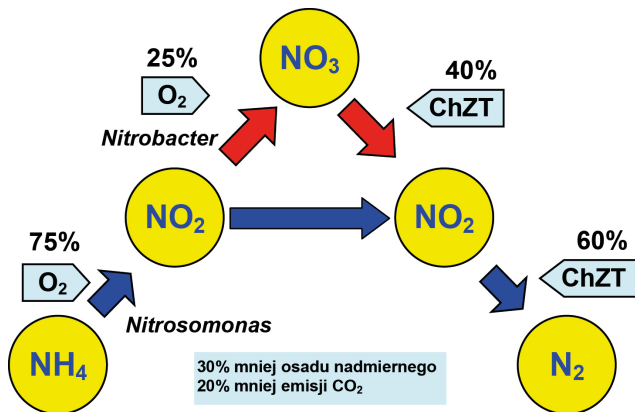 25%
O₂
NO₃
40%
ChZT
Nitrobacter
NO₂
NO₂
75%
O₂
60%
ChZT
Nitrosomonas
NH₄
30% mniej osadu nadmiernego
20% mniej emisji CO₂
N₂